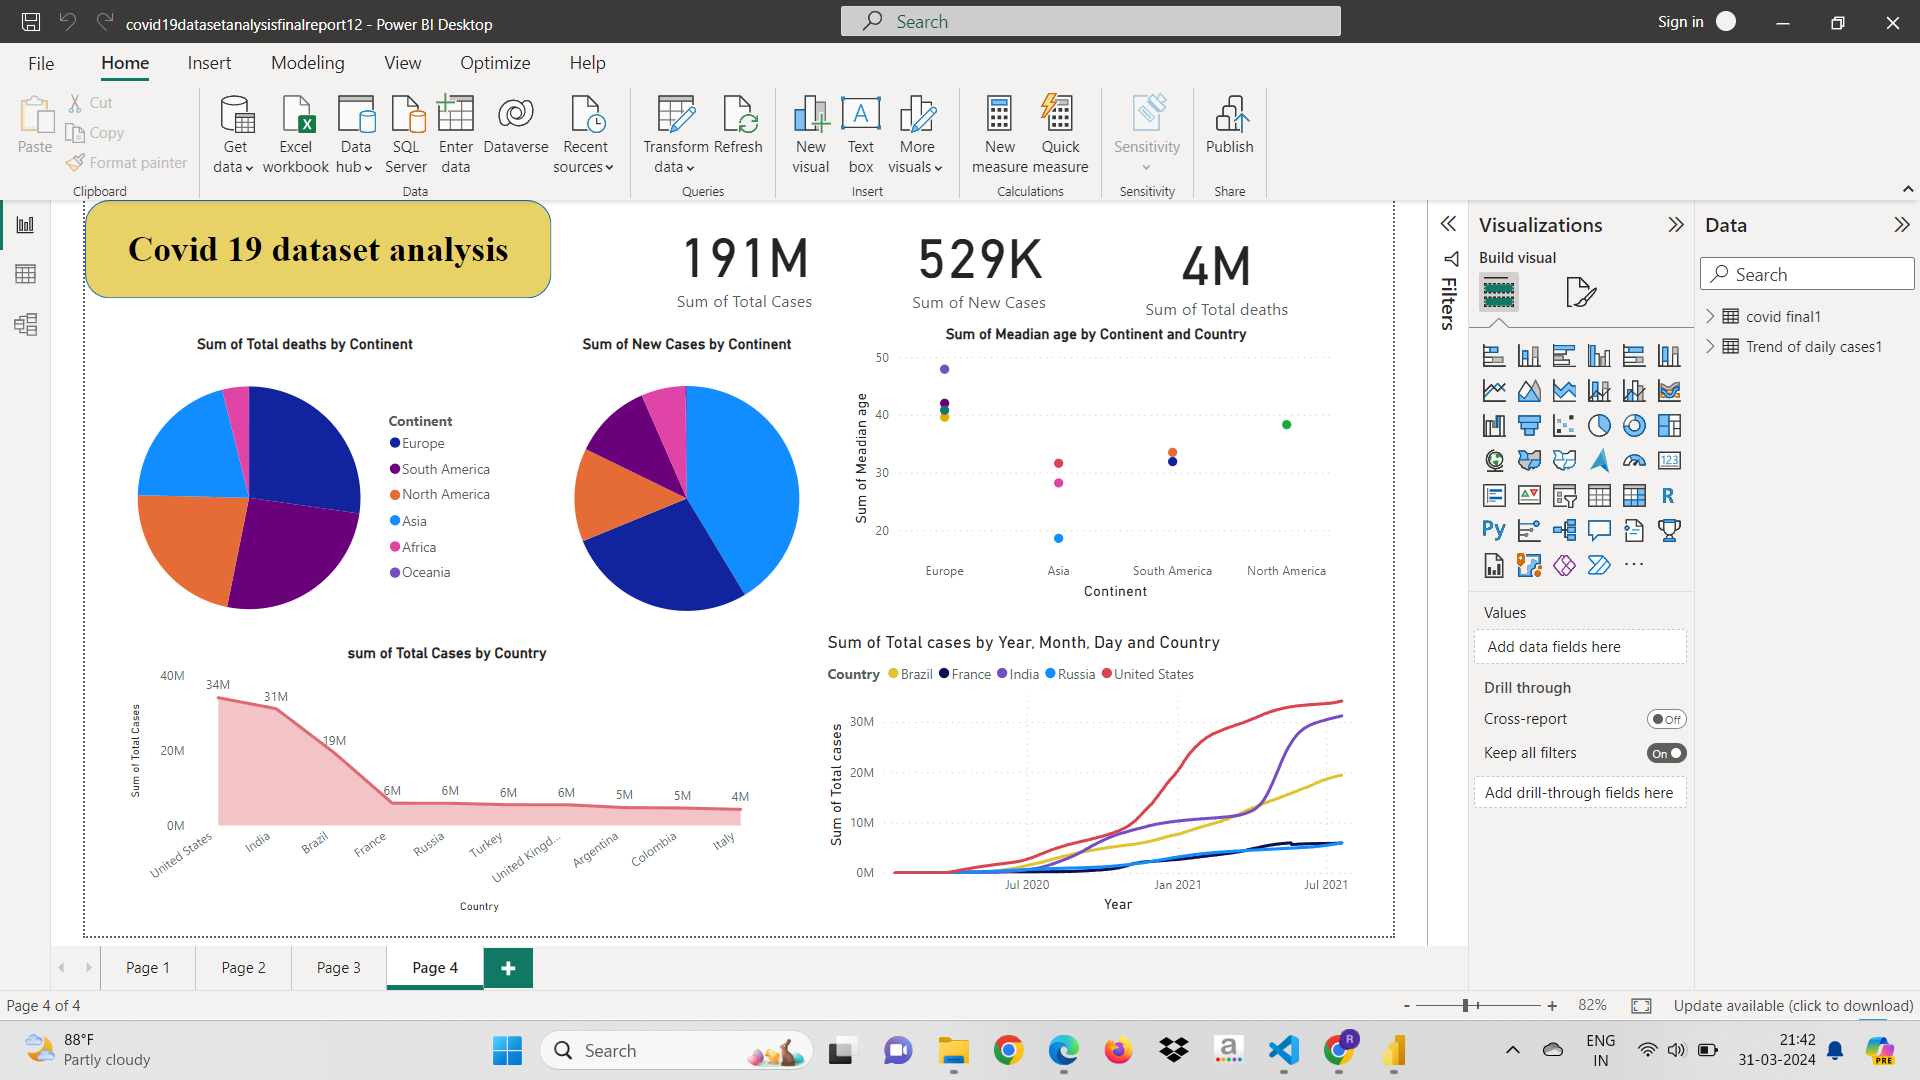 covid19datasetanalysisfinalreport12 - Power BI Desktop
Search
Sign in
File Home Insert Modeling View Optimize Help
Paste
Cut
Copy
Format painter
Clipboard
Get data
Excel workbook
Data hub
SQL Server
Enter data
Dataverse
Recent sources
Data
Transform data
Refresh
Queries
New visual
Text box
More visuals
Insert
New measure
Quick measure
Calculations
Sensitivity
Sensitivity
Publish
Share
Covid 19 dataset analysis
191M
Sum of Total Cases
529K
Sum of New Cases
4M
Sum of Total deaths
Sum of Total deaths by Continent
Continent
Europe
South America
North America
Asia
Africa
Oceania
Sum of New Cases by Continent
Sum of Meadian age by Continent and Country
Sum of Meadian age
50
40
30
20
Europe Asia South America North America
Continent
sum of Total Cases by Country
Sum of Total Cases
40M
20M
0M
34M
31M
19M
6M
6M
6M
6M
5M
5M
4M
United States
India
Brazil
France
Russia
Turkey
United Kingd...
Argentina
Colombia
Italy
Country
Sum of Total cases by Year, Month, Day and Country
Country Brazil France India Russia United States
Sum of Total cases
30M
20M
10M
0M
Jul 2020 Jan 2021 Jul 2021
Year
Filters
Visualizations
Build visual
123
R
Py
...
Values
Add data fields here
Drill through
Cross-report
Off
Keep all filters
On
Add drill-through fields here
Data
Search
covid final1
Trend of daily cases1
Page 1 Page 2 Page 3 Page 4 +
Page 4 of 4
- + 82%
Update available (click to download)
88°F
Partly cloudy
Search
a
R
ENG
IN
21:42
31-03-2024
PRE